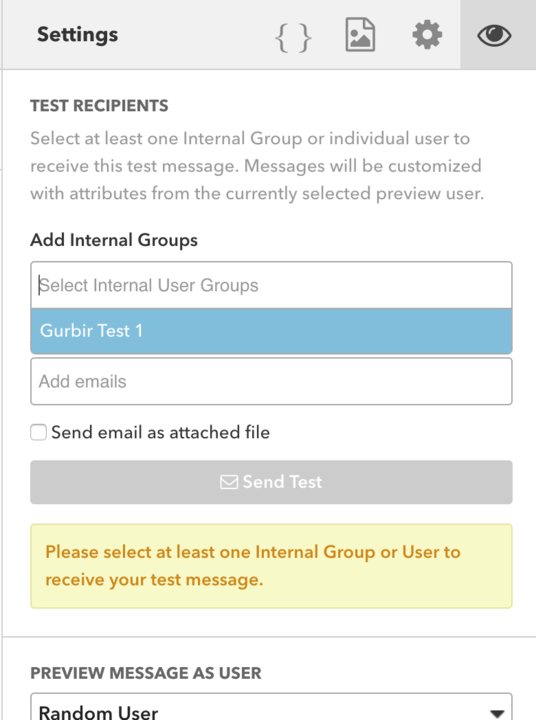 Settings
{ }
TEST RECIPIENTS
Select at least one Internal Group or individual user to
receive this test message. Messages will be customized
with attributes from the currently selected preview user.
Add Internal Groups
Select Internal User Groups
Gurbir Test 1
Add emails
Send email as attached file
Send Test
Please select at least one Internal Group or User to
receive your test message.
PREVIEW MESSAGE AS USER
Random User